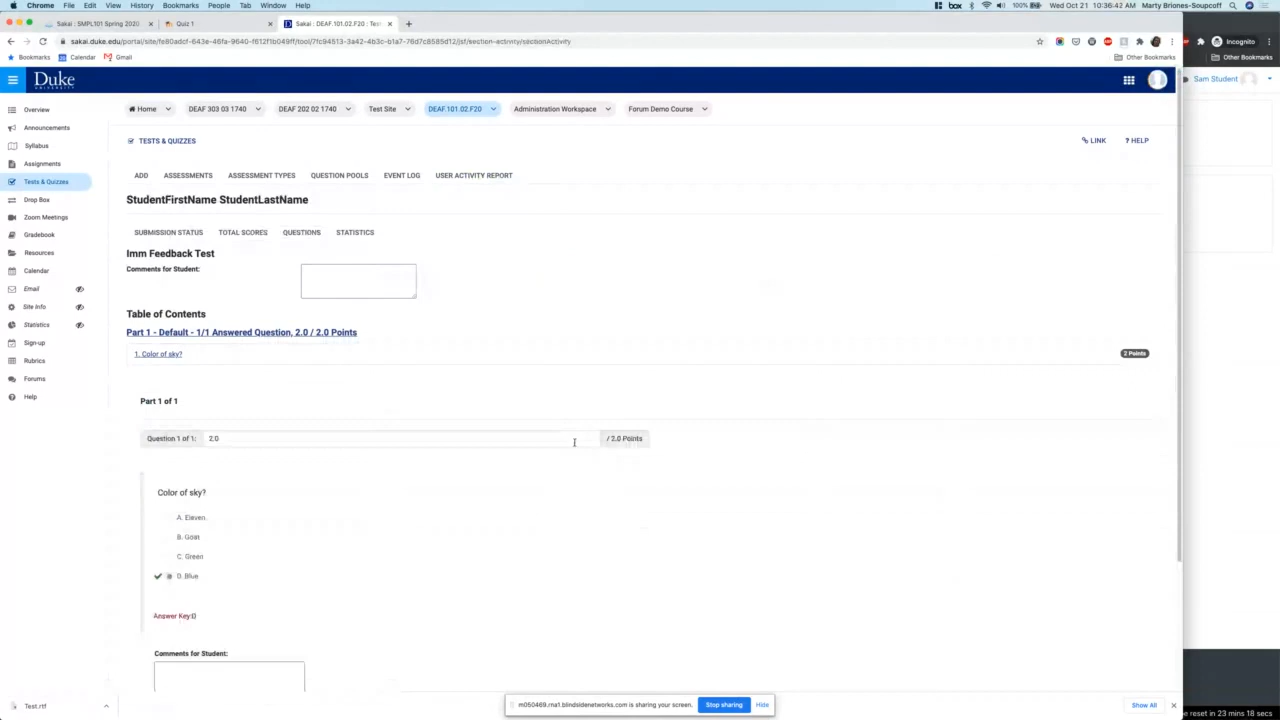 Chrome File Edit View History Bookmarks People Tab Window Help
box 100% Wed Oct 21 10:36:42 AM Marty Briones-Soupcoff
Sakai : SMPL101 Spring 2020 × Quiz 1 × Sakai : DEAF.101.02.F20 : Tes × +
sakai.duke.edu/portal/site/fe80adcf-643e-46fa-9640-f612f1b049ff/tool/7fc94513-3a42-4b3c-b1a7-76d7c8585d12/jsf/section-activity/sectionActivity
Incognito
Bookmarks Calendar Gmail Other Bookmarks Other Bookmarks
Duke
UNIVERSITY
Sam Student
Home DEAF 303 03 1740 DEAF 202 02 1740 Test Site DEAF.101.02.F20 Administration Workspace Forum Demo Course
Overview
Announcements
Syllabus
Assignments
Tests & Quizzes
Drop Box
Zoom Meetings
Gradebook
Resources
Calendar
Email
Site Info
Statistics
Sign-up
Rubrics
Forums
Help
TESTS & QUIZZES
LINK ? HELP
ADD ASSESSMENTS ASSESSMENT TYPES QUESTION POOLS EVENT LOG USER ACTIVITY REPORT
StudentFirstName StudentLastName
SUBMISSION STATUS TOTAL SCORES QUESTIONS STATISTICS
Imm Feedback Test
Comments for Student:
Table of Contents
Part 1 - Default - 1/1 Answered Question, 2.0 / 2.0 Points
1. Color of sky? 2 Points
Part 1 of 1
Question 1 of 1: 2.0 / 2.0 Points
Color of sky?
A. Eleven
B. Goat
C. Green
D. Blue
Answer Key:D
Comments for Student:
Test.rtf
m050469.rna1.blindsidenetworks.com is sharing your screen. Stop sharing Hide
Show All ×
e reset in 23 mins 18 secs